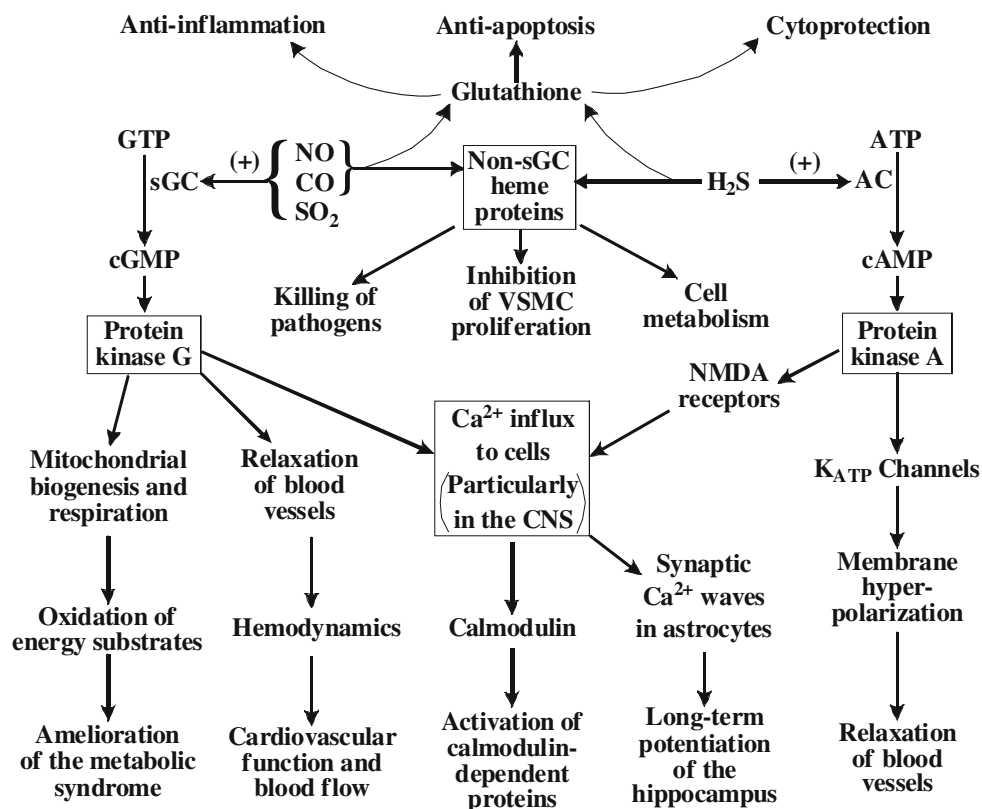 Anti-inflammation
Anti-apoptosis
Cytoprotection
Glutathione
GTP
(+)
sGC
NO
CO
SO₂
Non-sGC
heme
proteins
H₂S
(+)
ATP
AC
cGMP
cAMP
Killing of
pathogens
Inhibition
of VSMC
proliferation
Cell
metabolism
Protein
kinase G
Protein
kinase A
NMDA
receptors
Ca²⁺ influx
to cells
(Particularly
in the CNS)
Mitochondrial
biogenesis and
respiration
Relaxation
of blood
vessels
K_ATP Channels
Oxidation of
energy substrates
Hemodynamics
Calmodulin
Synaptic
Ca²⁺ waves
in astrocytes
Membrane
hyper-
polarization
Amelioration
of the metabolic
syndrome
Cardiovascular
function and
blood flow
Activation of
calmodulin-
dependent
proteins
Long-term
potentiation
of the
hippocampus
Relaxation
of blood
vessels